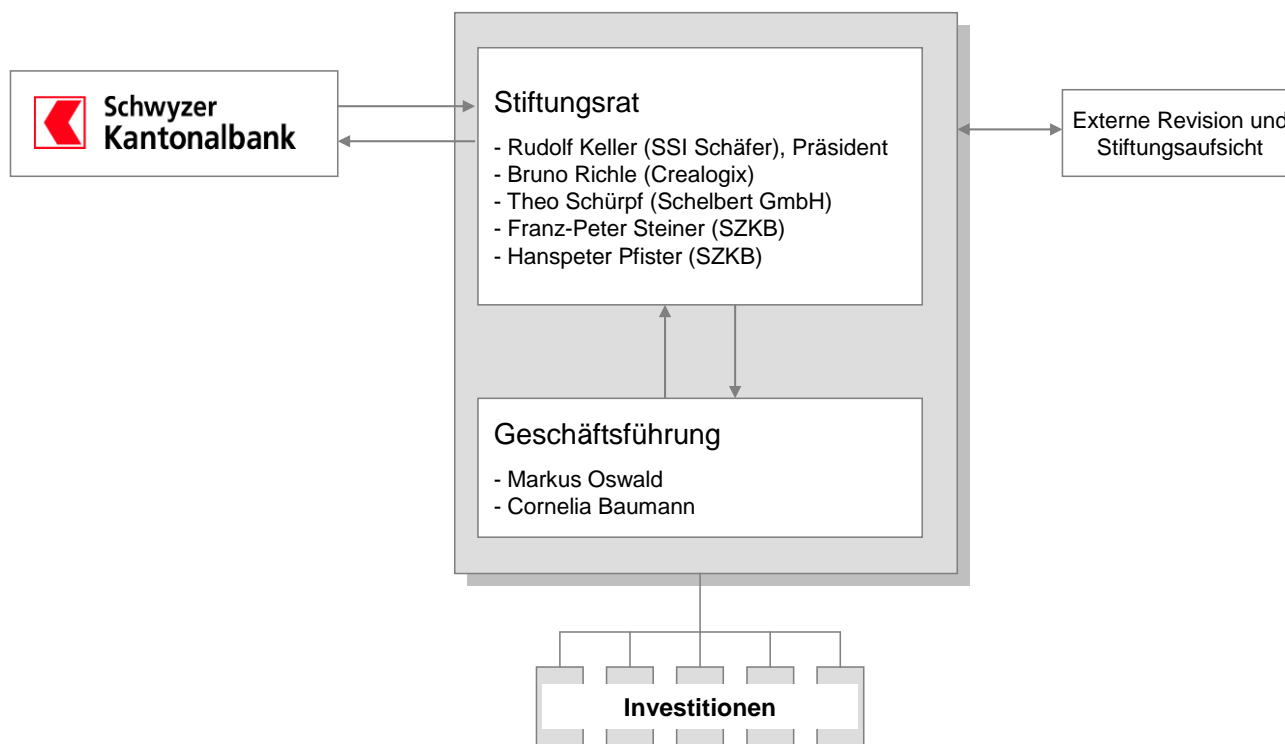 Schwyzer
Kantonalbank
Stiftungsrat
- Rudolf Keller (SSI Schäfer), Präsident
- Bruno Richle (Crealogix)
- Theo Schürpf (Schelbert GmbH)
- Franz-Peter Steiner (SZKB)
- Hanspeter Pfister (SZKB)
Externe Revision und
Stiftungsaufsicht
Geschäftsführung
- Markus Oswald
- Cornelia Baumann
Investitionen